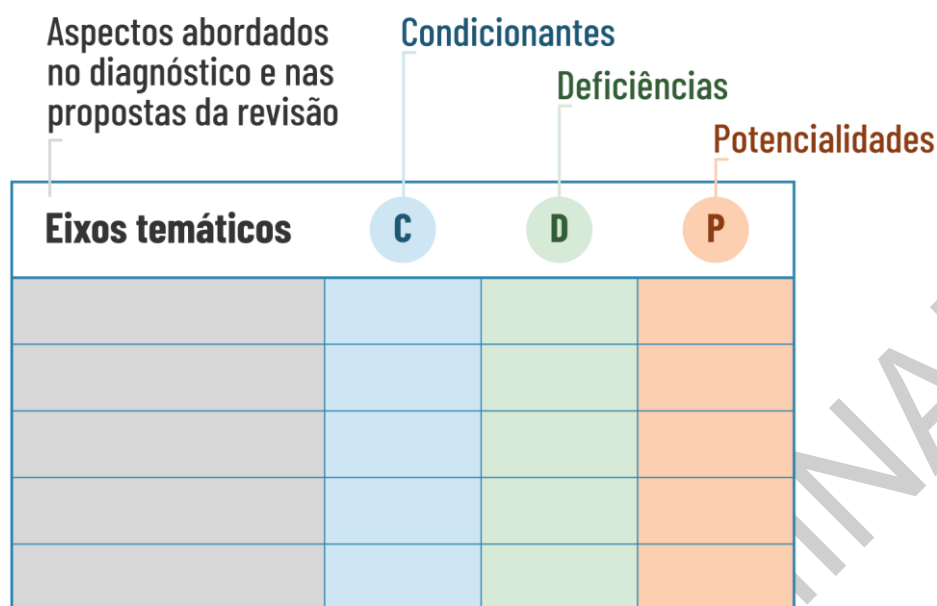 Aspectos abordados
no diagnóstico e nas
propostas da revisão
Condicionantes
Deficiências
Potencialidades
Eixos temáticos
C
D
P